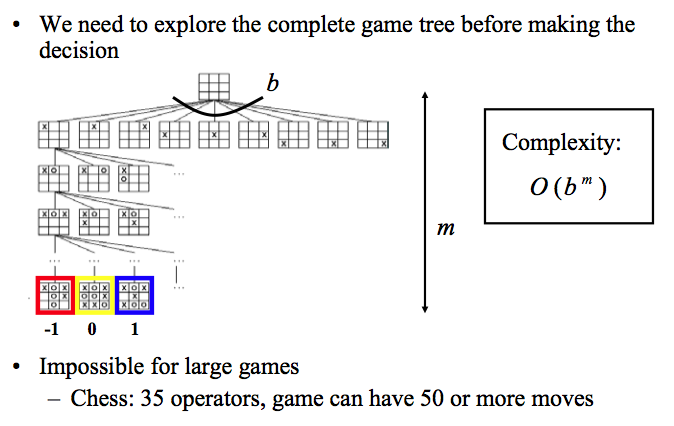 • We need to explore the complete game tree before making the
decision
b
X X X X X X X X X
X O X O X O
X O X X O X X O X
... ...
m
Complexity:
O(b^m)
... ... ... ...
X O X X O X X O X
O X O O X X
O X X O X O O
-1 0 1
• Impossible for large games
– Chess: 35 operators, game can have 50 or more moves